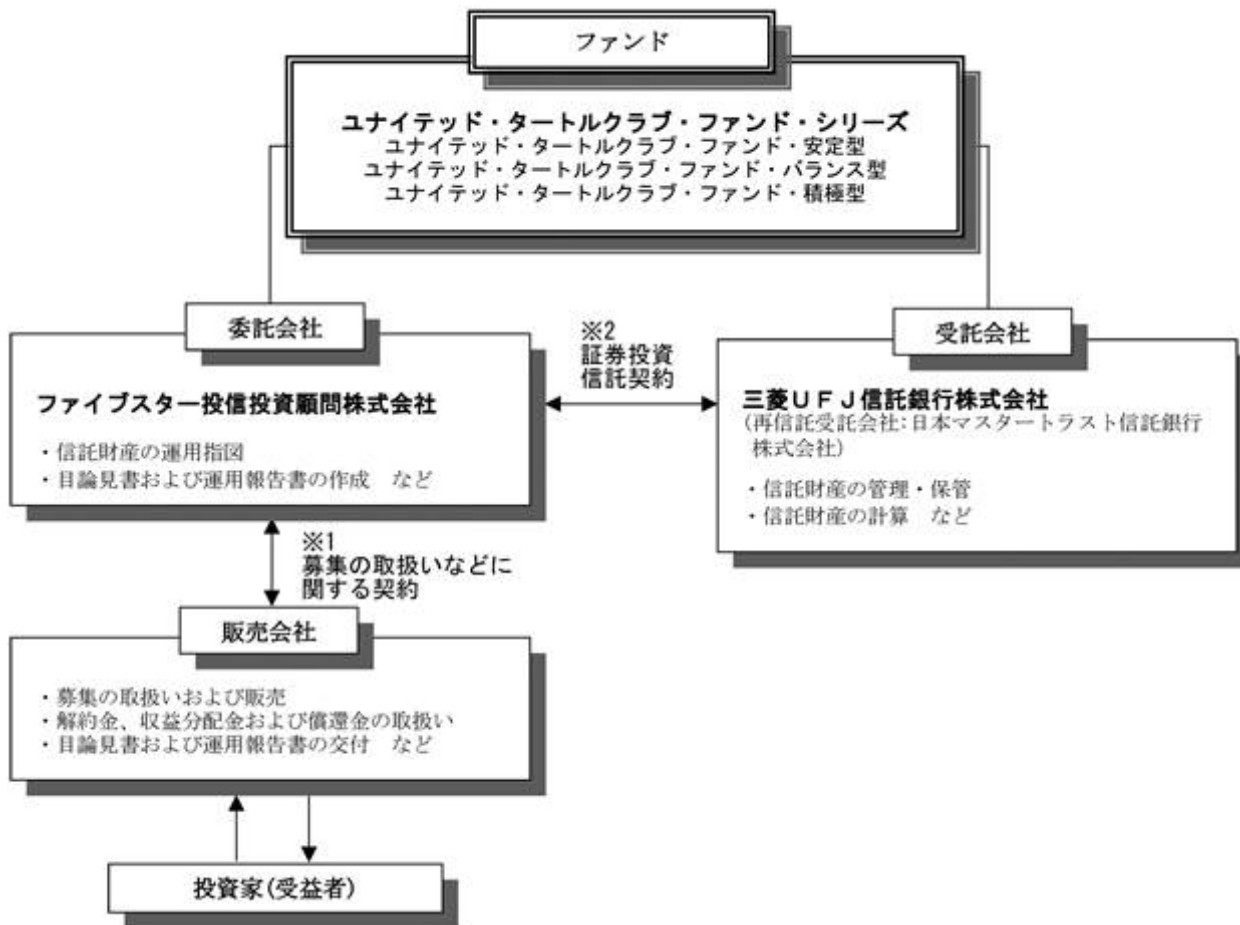 ファンド
ユナイテッド・タートルクラブ・ファンド・シリーズ
ユナイテッド・タートルクラブ・ファンド・安定型
ユナイテッド・タートルクラブ・ファンド・バランス型
ユナイテッド・タートルクラブ・ファンド・積極型
委託会社
ファイブスター投信投資顧問株式会社
・信託財産の運用指図
・目論見書および運用報告書の作成　など
※2
証券投資
信託契約
受託会社
三菱ＵＦＪ信託銀行株式会社
(再信託受託会社:日本マスタートラスト信託銀行
株式会社)
・信託財産の管理・保管
・信託財産の計算　など
※1
募集の取扱いなどに
関する契約
販売会社
・募集の取扱いおよび販売
・解約金、収益分配金および償還金の取扱い
・目論見書および運用報告書の交付　など
投資家(受益者)